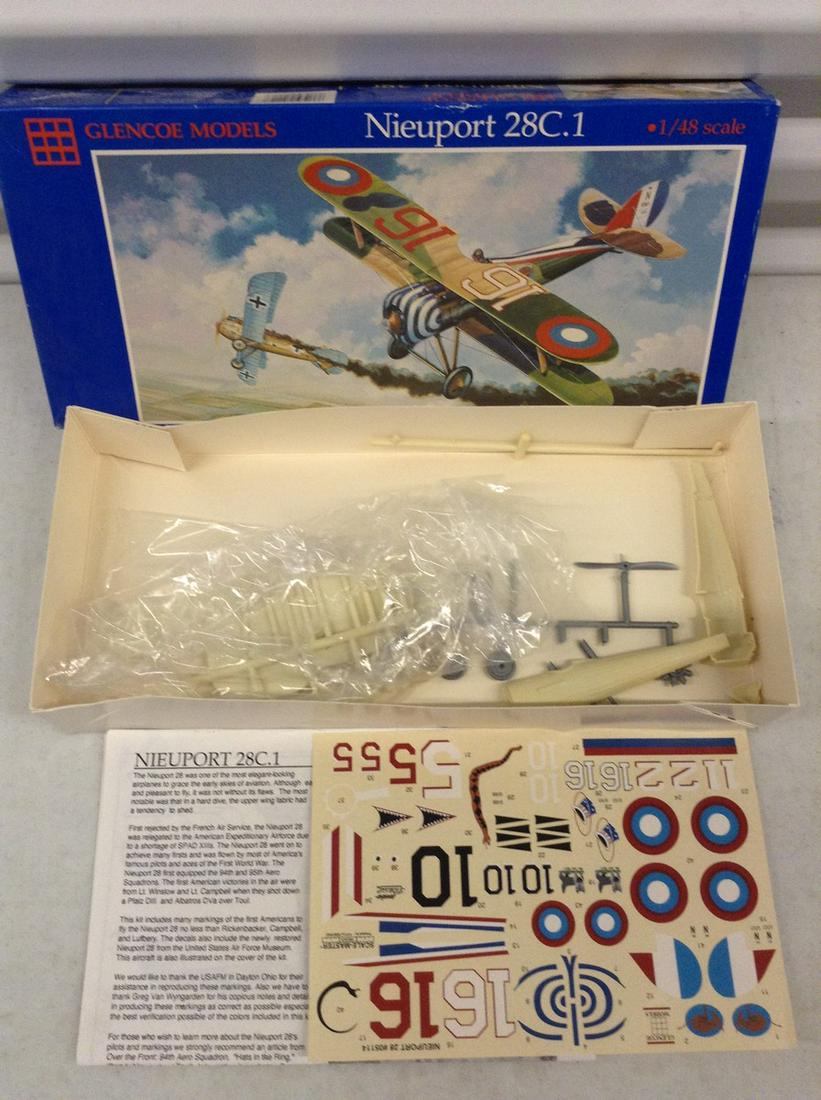 GLENCOE MODELS
Nieuport 28C.1
•1/48 scale
16
16
N
NIEUPORT 28C.1
The Nieuport 28 was one of the most elegant-looking
airplanes to grace the early skies of aviation. Although
and pleasant to fly, it was not without its flaws. The most
notable was that in a hard dive, the upper wing fabric had
a tendency to shed.
First rejected by the French Air Service, the Nieuport 28
was relegated to the American Expeditionary Airforce due
to a shortage of SPAD XIIIs. The Nieuport 28 went on to
achieve many firsts and was flown by most of America's
famous pilots and aces of the First World War. The
Nieuport 28 first equipped the 94th and 95th Aero
Squadrons. The first American victories in the air were
from Lt. Winslow and Lt. Campbell when they shot down
a Pfalz DIII and Albatros DVa over Toul.
This kit includes many markings of the first Americans to
fly the Nieuport 28 no less than Rickenbacker, Campbell,
and Lufbery. The decals also include the newly restored
Nieuport 28 from the United States Air Force Museum.
This aircraft is also illustrated on the cover of the kit.
We would like to thank the USAFM in Dayton Ohio for their
assistance in reproducing these markings. Also we have to
thank Greg Van Wyngarden for his copious notes and
in producing these markings as correct as possible
the best verification possible of the colors included in this
For those who wish to learn more about the Nieuport 28's
pilots and markings we strongly recommend an article from
Over the Front: 94th Aero Squadron, "Hats in the Ring,"
555
5
10
10
1616
1122
10
10
10 10
SCALE-MASTER
16
16
NIEUPORT 28 #05114
GLENCOE
MODELS